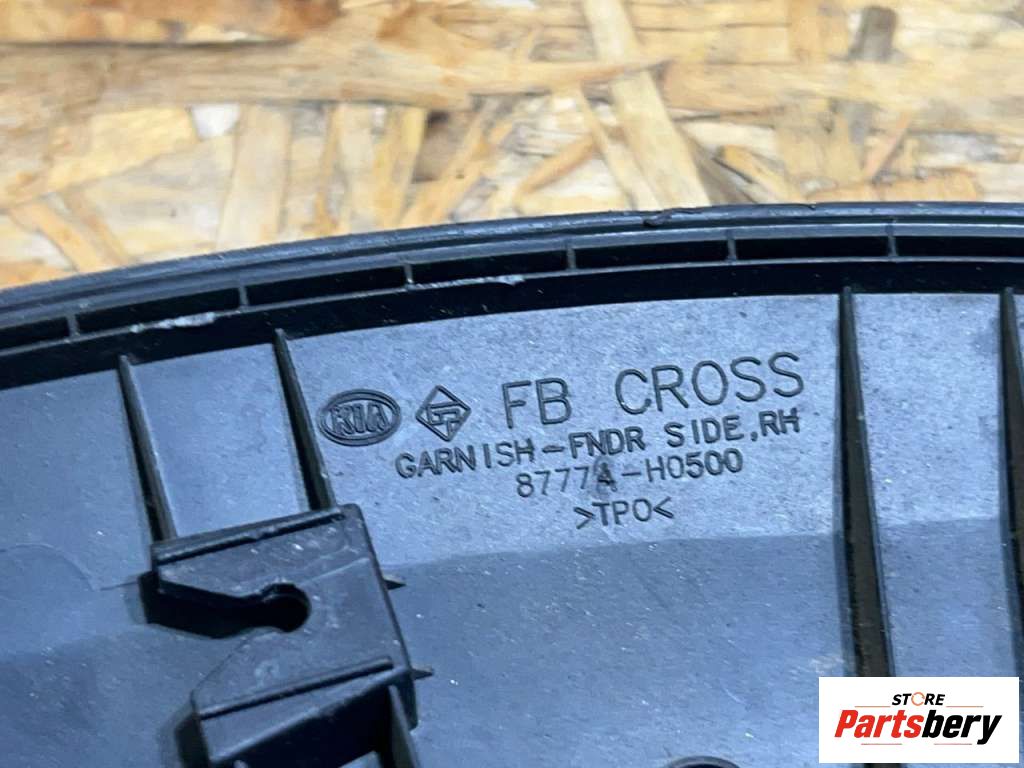 KIA FB CROSS
GARNISH-FNDR SIDE,RH
87774-H0500
>TPO<
STORE
Partsbery